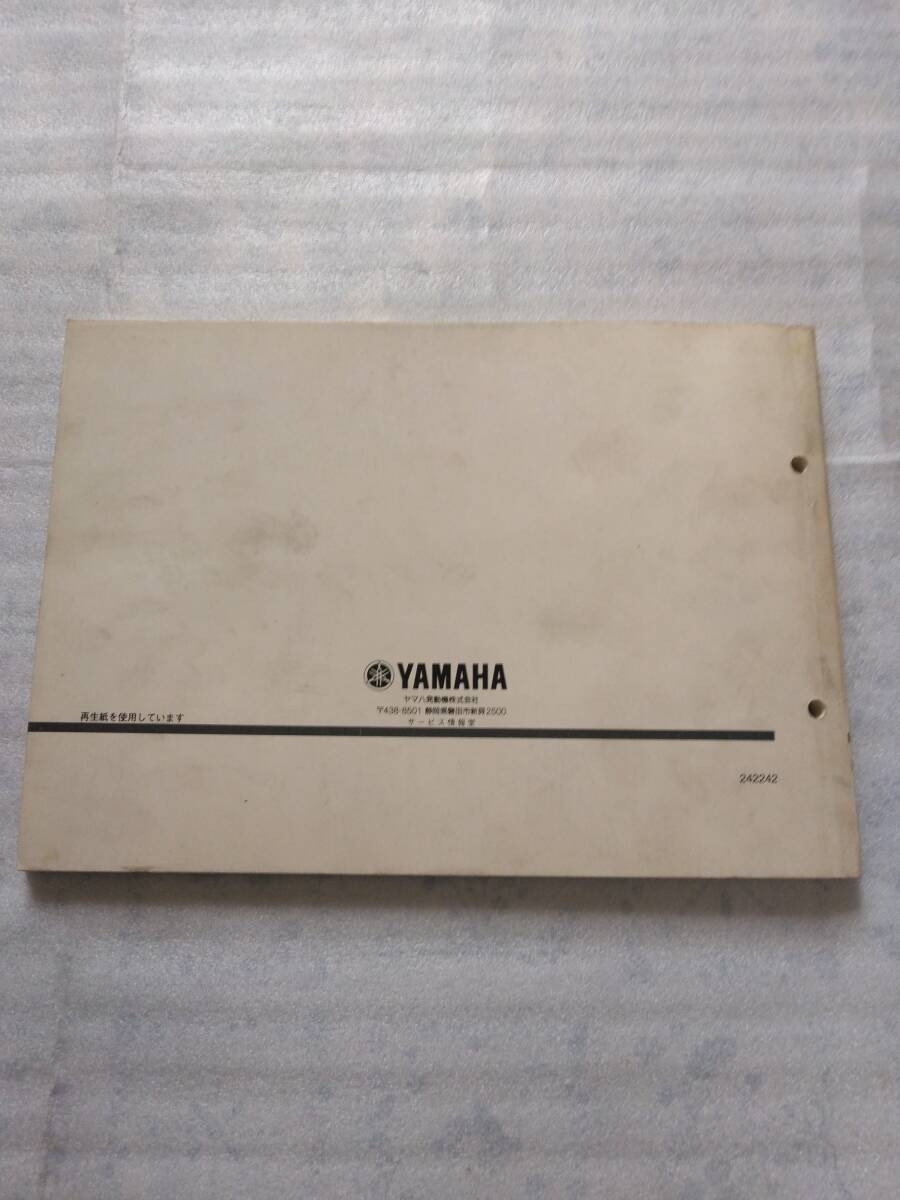 YAMAHA
ヤマハ発動機株式会社
〒438-8501 静岡県磐田市新貝2500
サービス情報室
再生紙を使用しています
242242